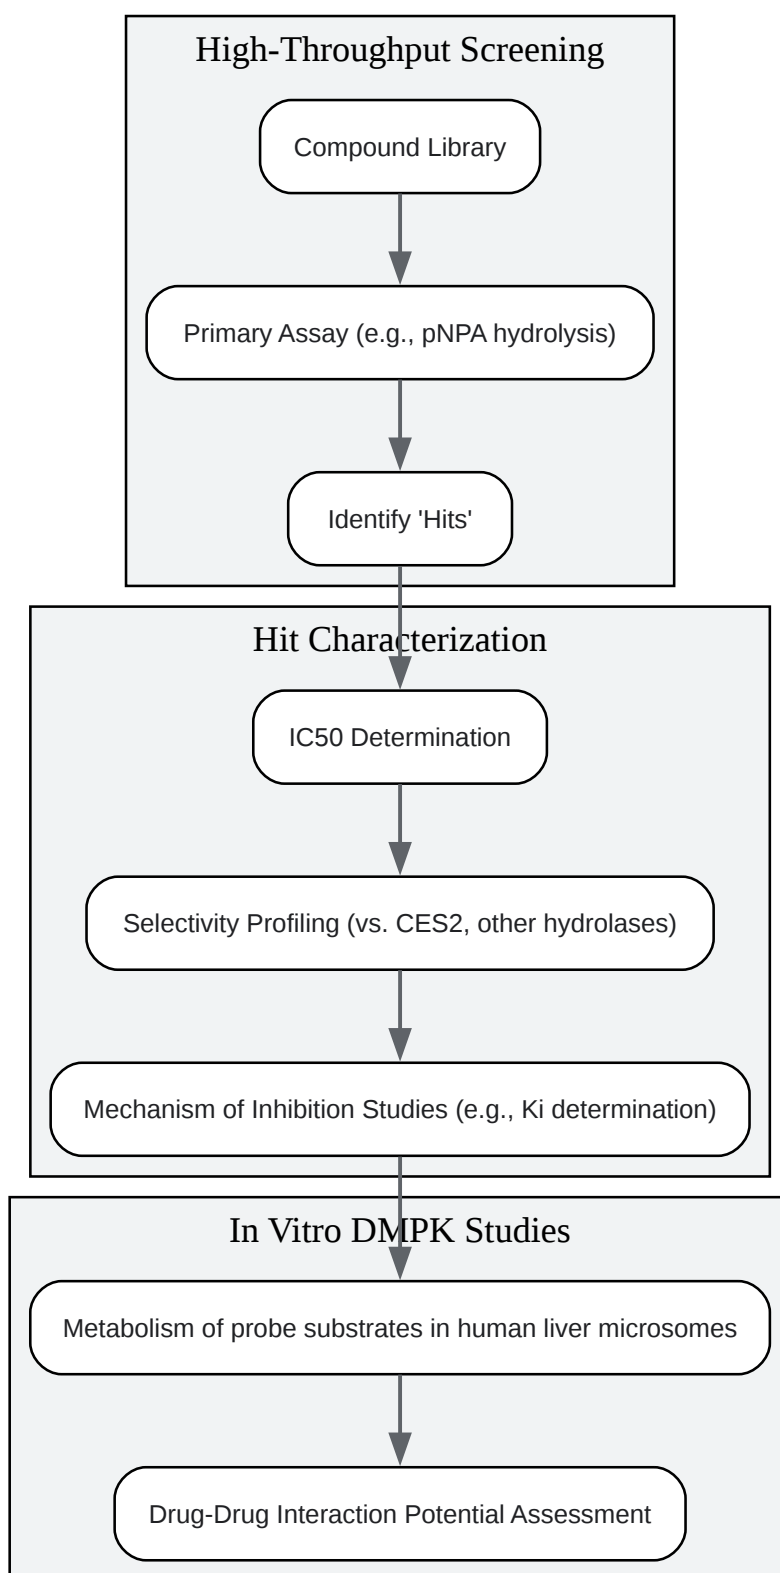 High-Throughput Screening
Compound Library
Primary Assay (e.g., pNPA hydrolysis)
Identify 'Hits'
Hit Characterization
IC50 Determination
Selectivity Profiling (vs. CES2, other hydrolases)
Mechanism of Inhibition Studies (e.g., Ki determination)
In Vitro DMPK Studies
Metabolism of probe substrates in human liver microsomes
Drug-Drug Interaction Potential Assessment